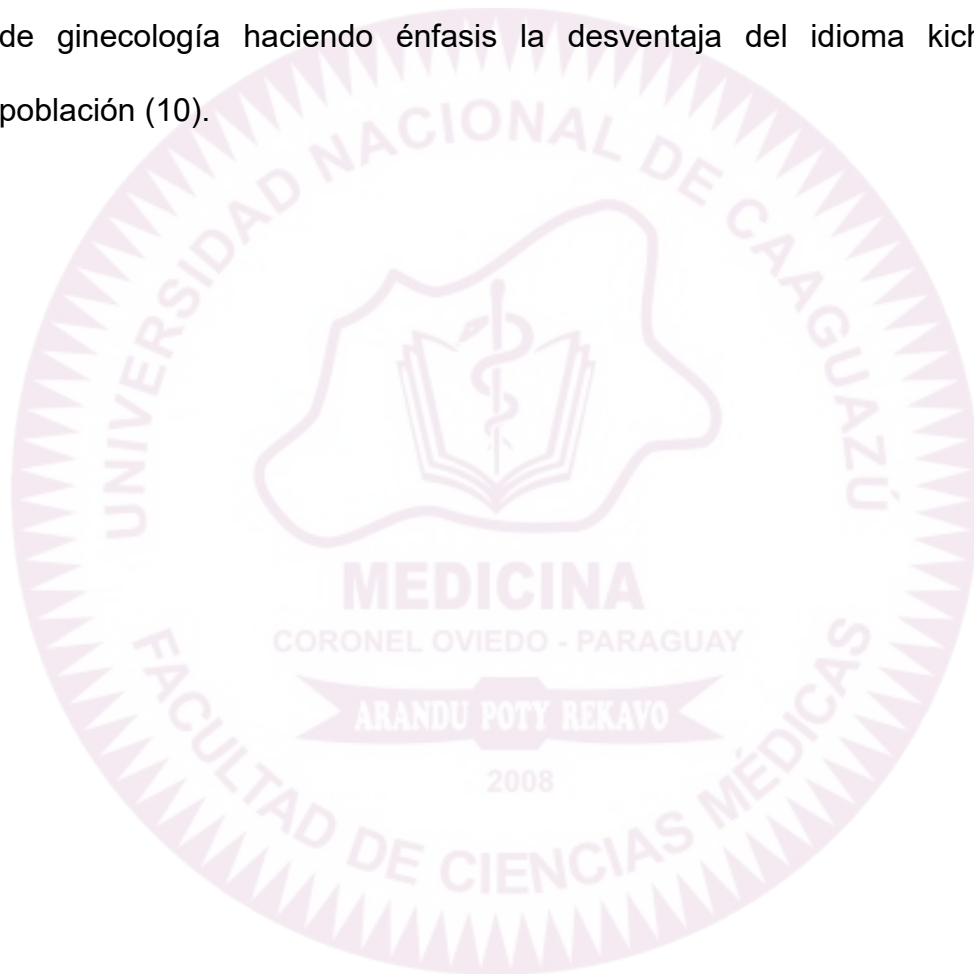 de ginecología haciendo énfasis la desventaja del idioma
población (10).
UNIVERSIDAD NACIONAL DE CAAGUAZÚ
MEDICINA
CORONEL OVIEDO - PARAGUAY
ARANDU POTY REKAVO
2008
FACULTAD DE CIENCIAS MÉDICAS